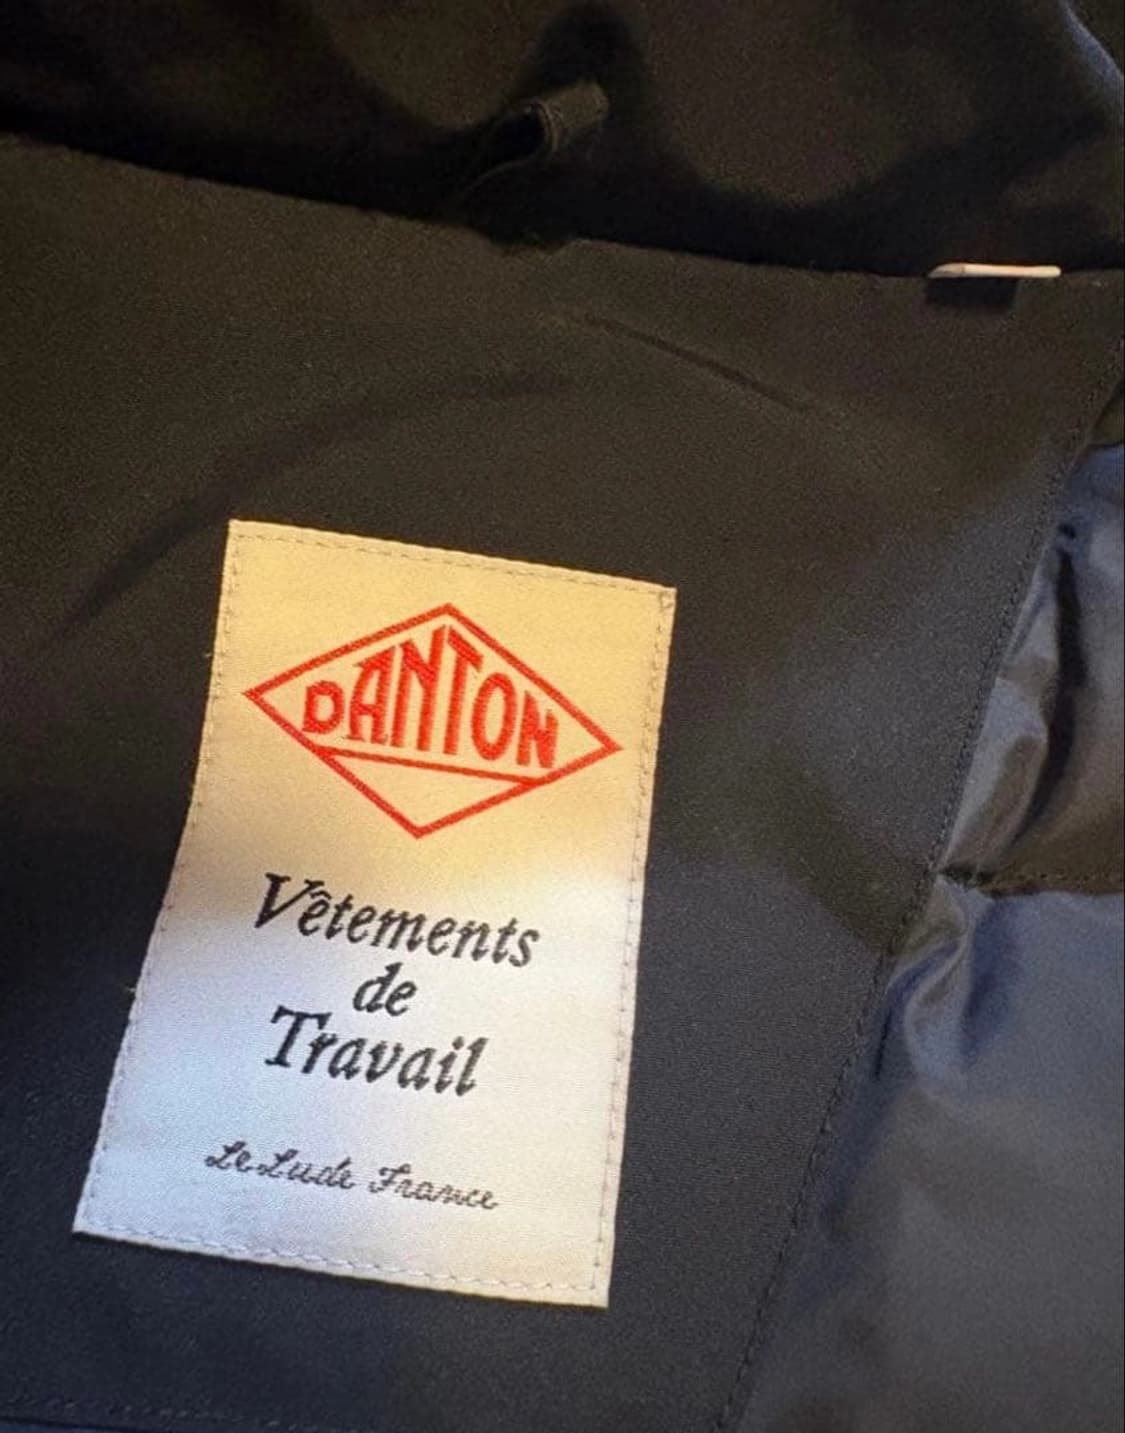 DANTON
Vêtements
de
Travail
Le Lude France